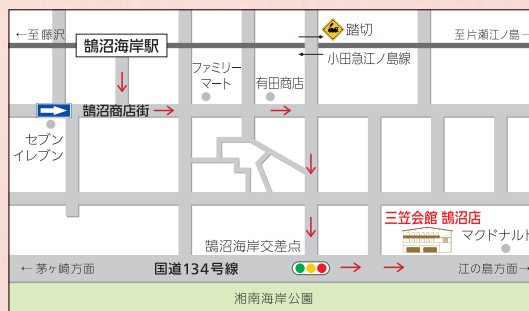 ←至藤沢
鵠沼海岸駅
踏切
至片瀬江ノ島→
小田急江ノ島線
ファミリー
マート
有田商店
鵠沼商店街
セブン
イレブン
三笠会館 鵠沼店
マクドナルド
鵠沼海岸交差点
←茅ヶ崎方面
国道134号線
江の島方面→
湘南海岸公園